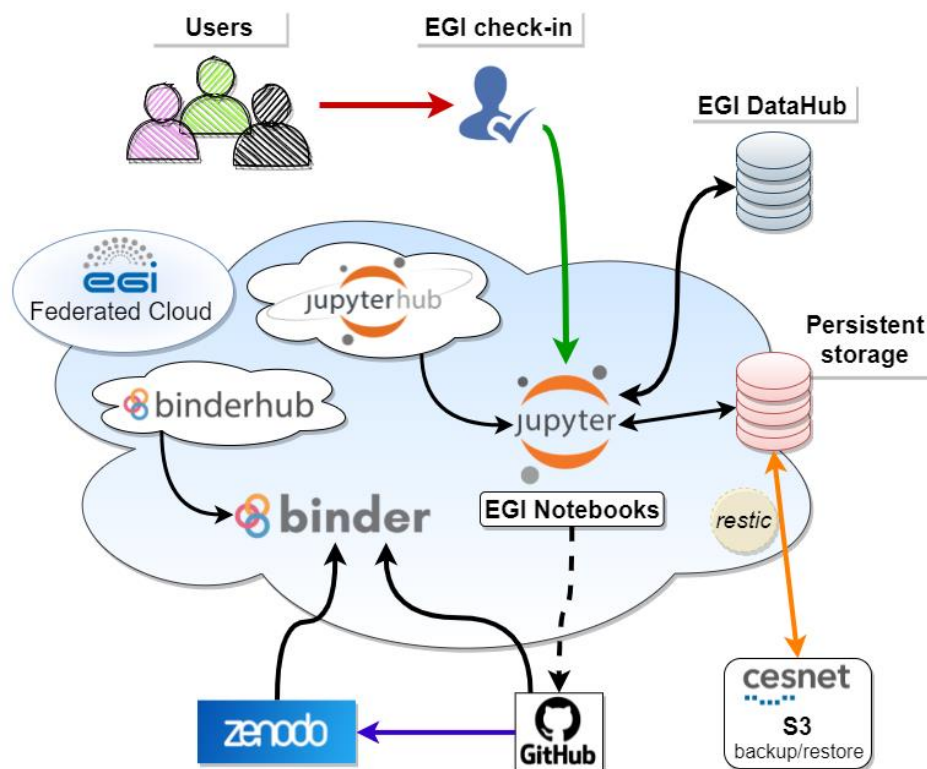 Users
EGI check-in
EGI DataHub
egi
Federated Cloud
jupyterhub
Persistent
storage
binderhub
jupyter
EGI Notebooks
binder
restic
zenodo
GitHub
cesnet
S3
backup/restore